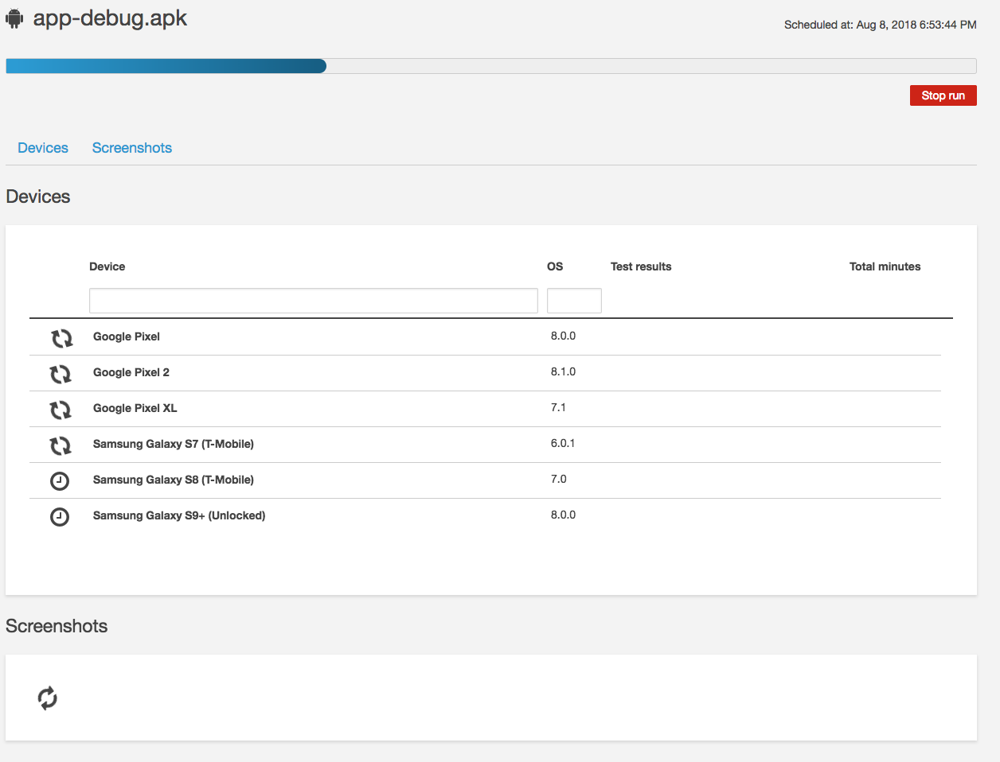 app-debug.apk
Scheduled at: Aug 8, 2018 6:53:44 PM
Stop run
Devices Screenshots
Devices
Device OS Test results Total minutes
Google Pixel 8.0.0
Google Pixel 2 8.1.0
Google Pixel XL 7.1
Samsung Galaxy S7 (T-Mobile) 6.0.1
Samsung Galaxy S8 (T-Mobile) 7.0
Samsung Galaxy S9+ (Unlocked) 8.0.0
Screenshots